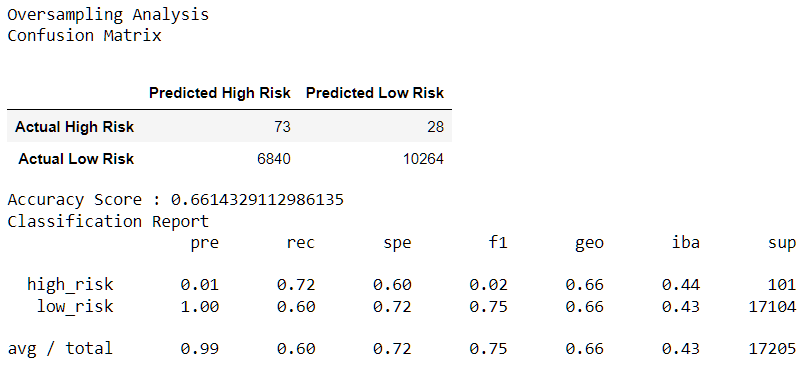 Oversampling Analysis
Confusion Matrix
Predicted High Risk Predicted Low Risk
Actual High Risk 73 28
Actual Low Risk 6840 10264
Accuracy Score : 0.6614329112986135
Classification Report
pre rec spe f1 geo iba sup
high_risk 0.01 0.72 0.60 0.02 0.66 0.44 101
low_risk 1.00 0.60 0.72 0.75 0.66 0.43 17104
avg / total 0.99 0.60 0.72 0.75 0.66 0.43 17205